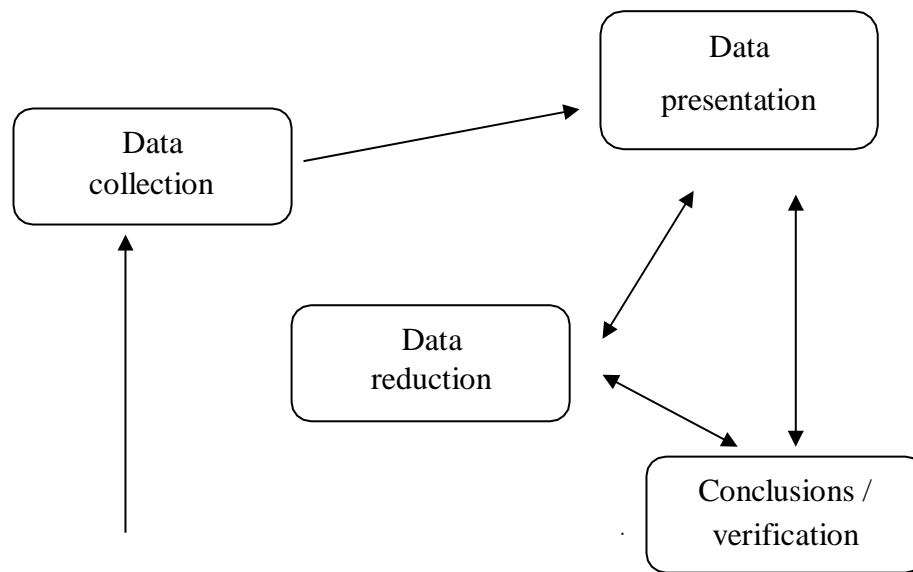 Data
presentation
Data
collection
Data
reduction
Conclusions /
verification